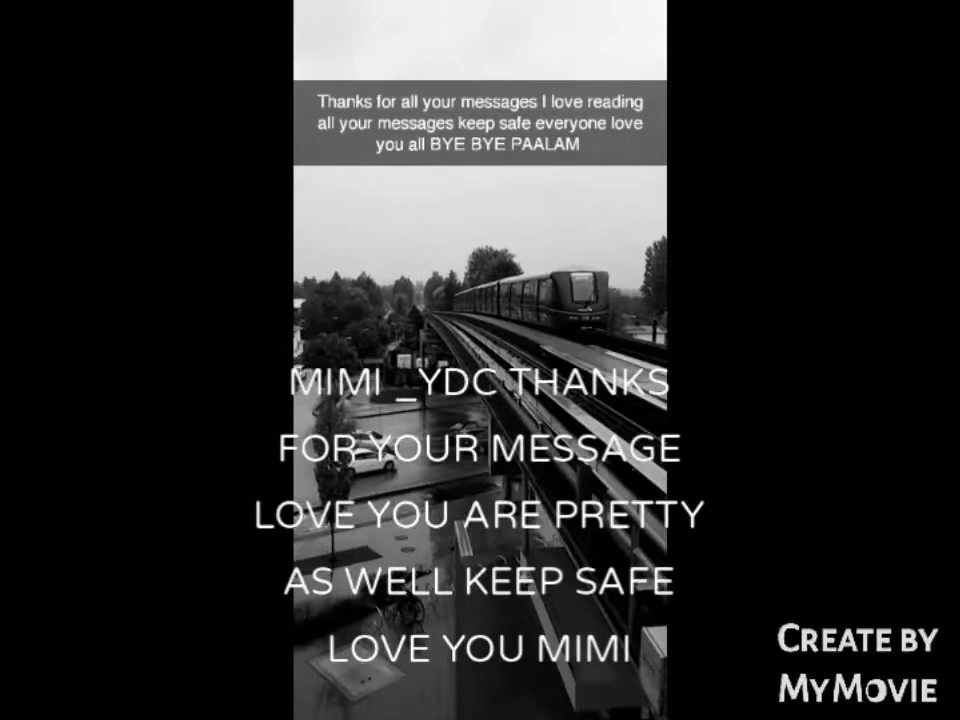 Thanks for all your messages I love reading
all your messages keep safe everyone love
you all BYE BYE PAALAM
MIMI _YDC THANKS
FOR YOUR MESSAGE
LOVE YOU ARE PRETTY
AS WELL KEEP SAFE
LOVE YOU MIMI
CREATE BY
MYMOVIE